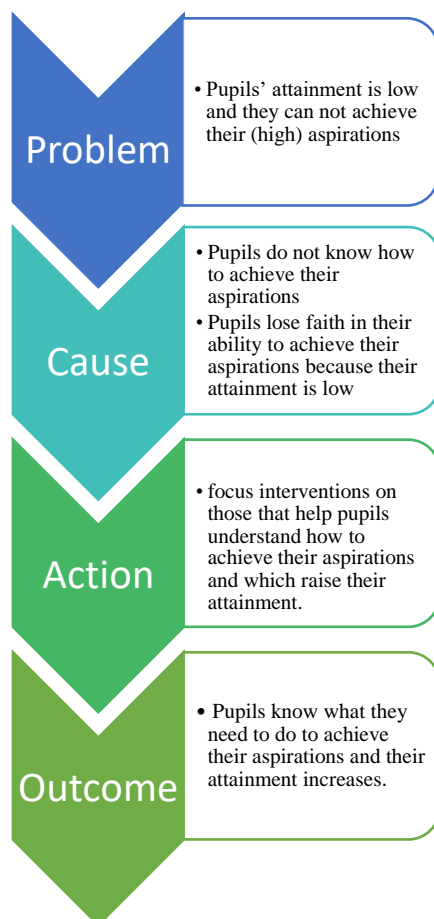 Problem
• Pupils’ attainment is low
and they can not achieve
their (high) aspirations
Cause
• Pupils do not know how
to achieve their
aspirations
• Pupils lose faith in their
ability to achieve their
aspirations because their
attainment is low
Action
• focus interventions on
those that help pupils
understand how to
achieve their aspirations
and which raise their
attainment.
Outcome
• Pupils know what they
need to do to achieve
their aspirations and their
attainment increases.